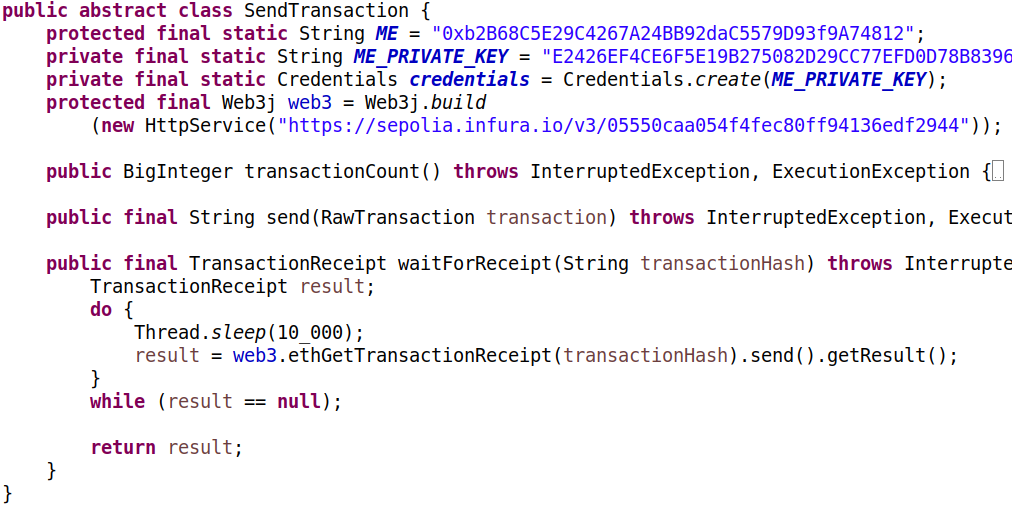 public abstract class SendTransaction {
    protected final static String ME = "0xb2B68C5E29C4267A24BB92daC5579D93f9A74812";
    private final static String ME_PRIVATE_KEY = "E2426EF4CE6F5E19B275082D29CC77EFD0D78B8396
    private final static Credentials credentials = Credentials.create(ME_PRIVATE_KEY);
    protected final Web3j web3 = Web3j.build
        (new HttpService("https://sepolia.infura.io/v3/05550caa054f4fec80ff94136edf2944"));
    public BigInteger transactionCount() throws InterruptedException, ExecutionException {
    public final String send(RawTransaction transaction) throws InterruptedException, Execut
    public final TransactionReceipt waitForReceipt(String transactionHash) throws Interrupte
        TransactionReceipt result;
        do {
            Thread.sleep(10_000);
            result = web3.ethGetTransactionReceipt(transactionHash).send().getResult();
        }
        while (result == null);
        return result;
    }
}